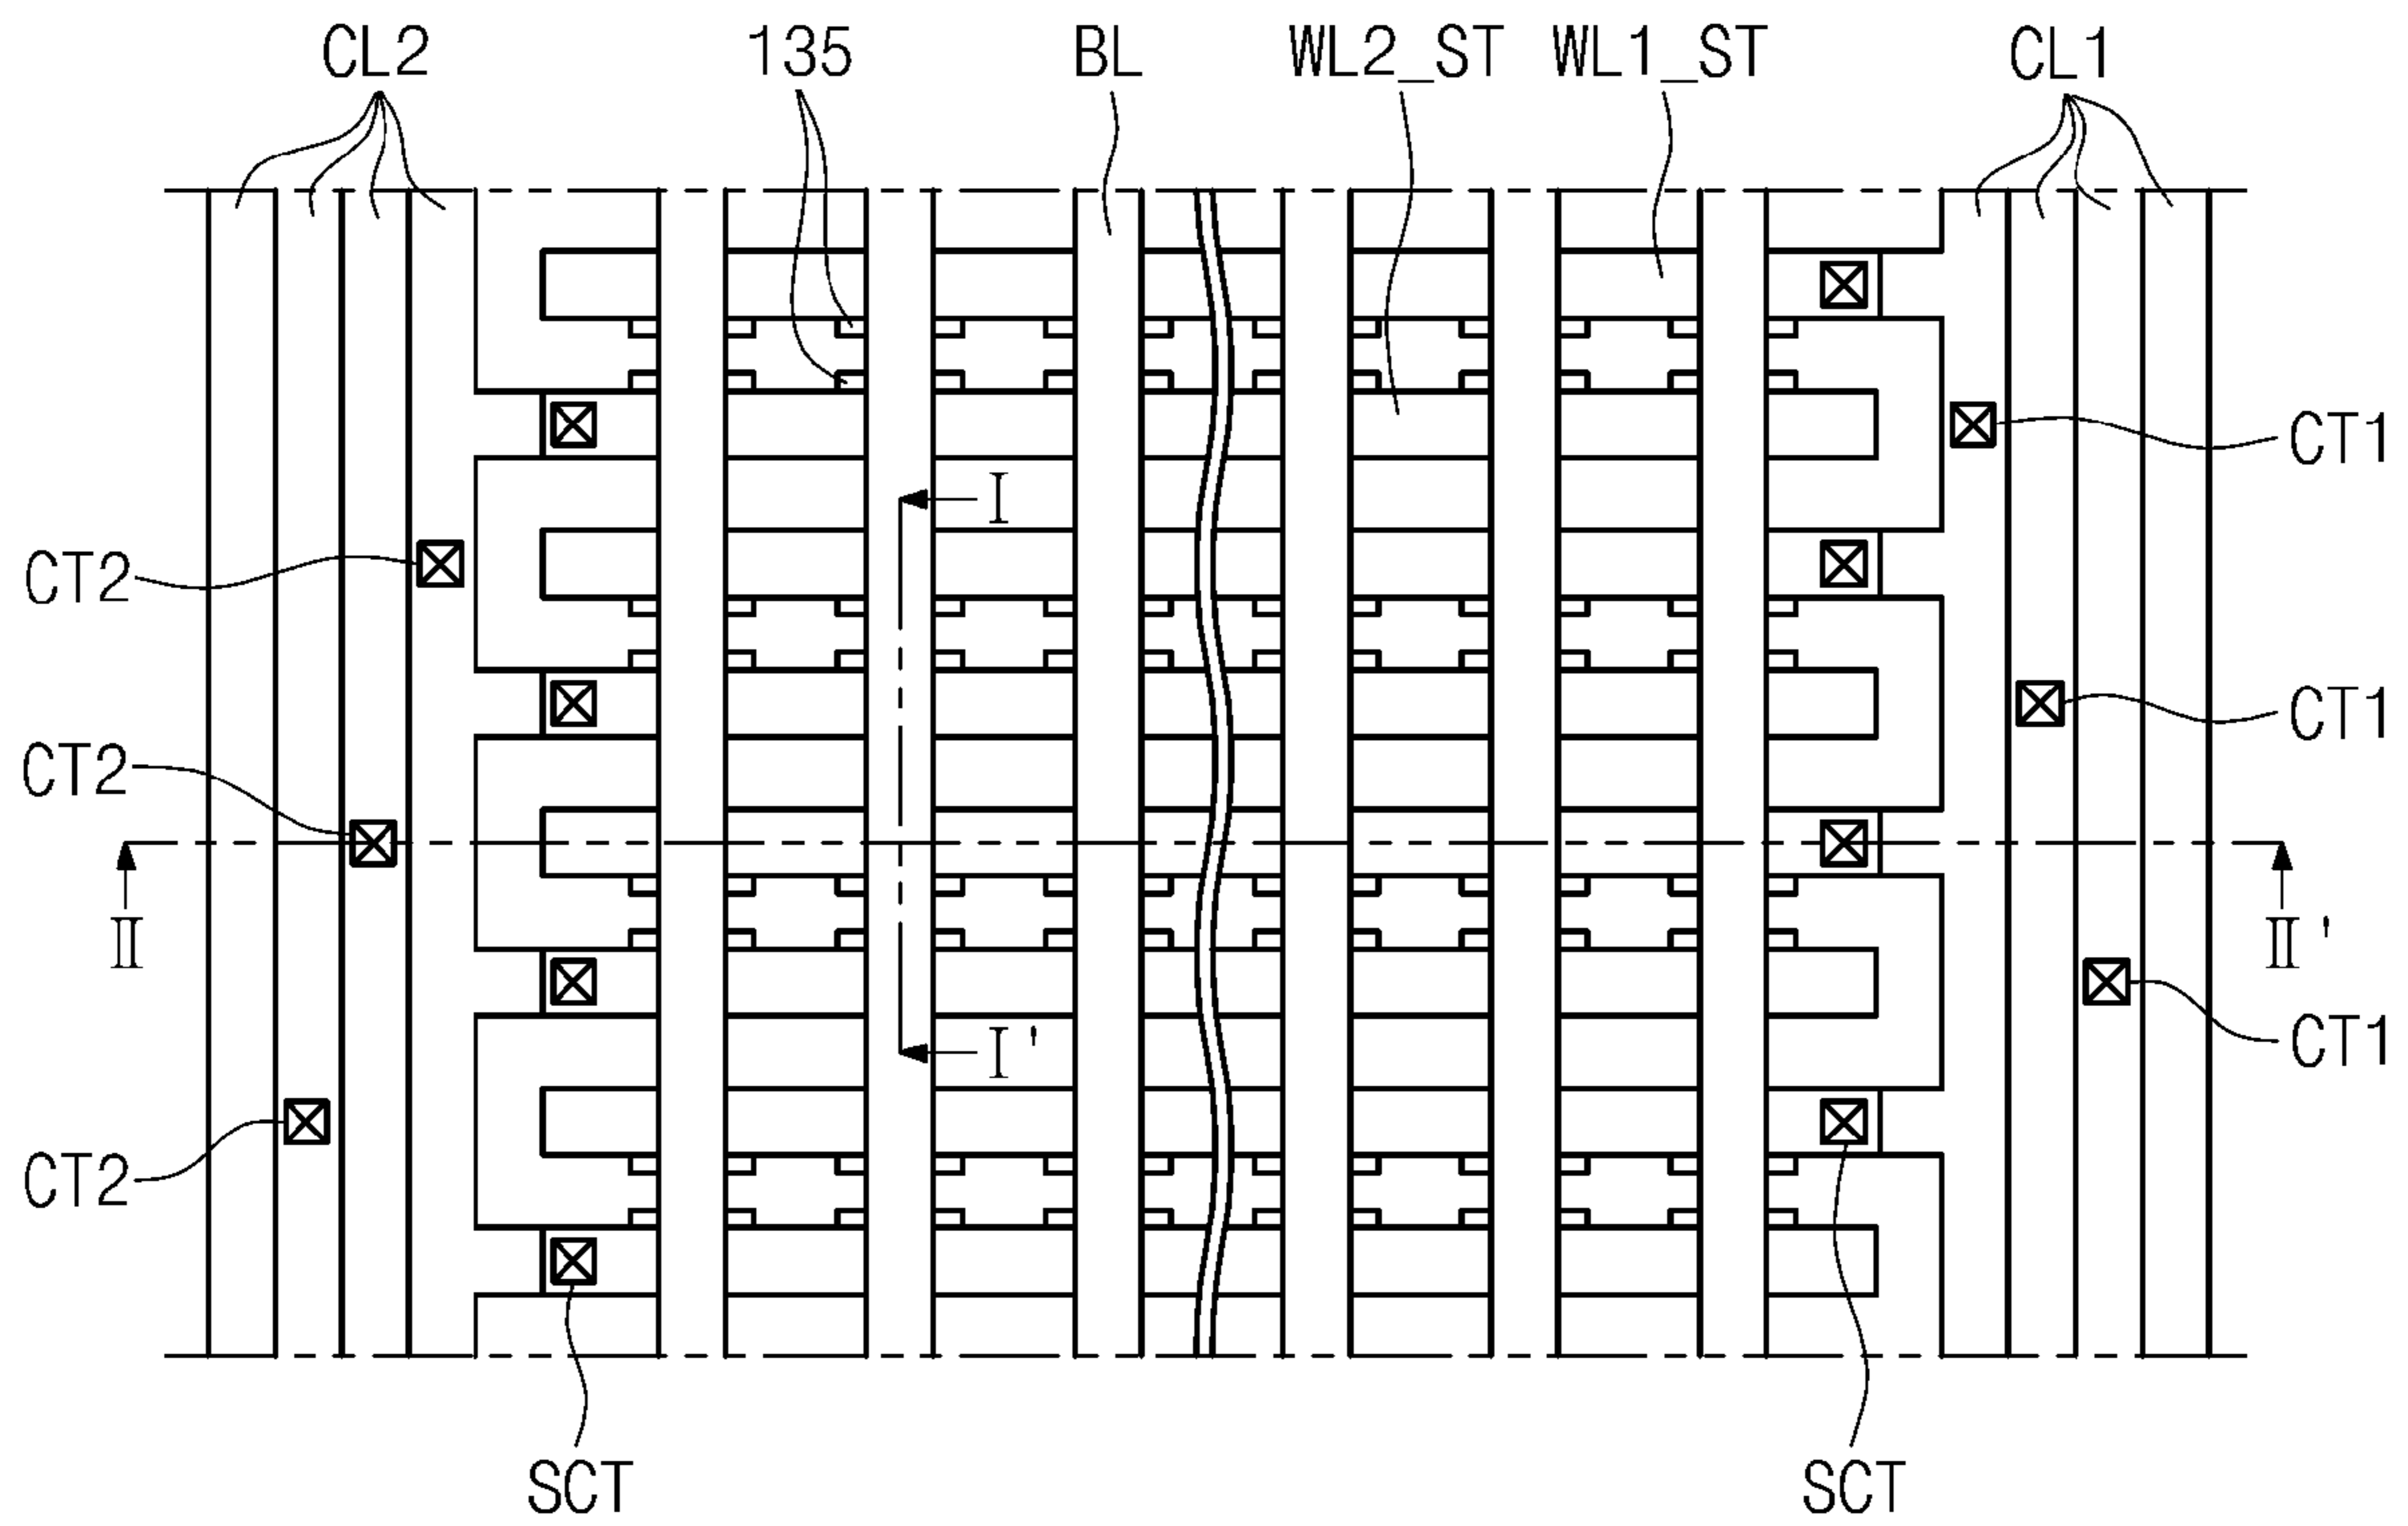 CL2 135 BL WL2_ST WL1_ST CL1
CT1
I
CT2
CT1
CT2
II II'
I' CT1
CT2
SCT SCT